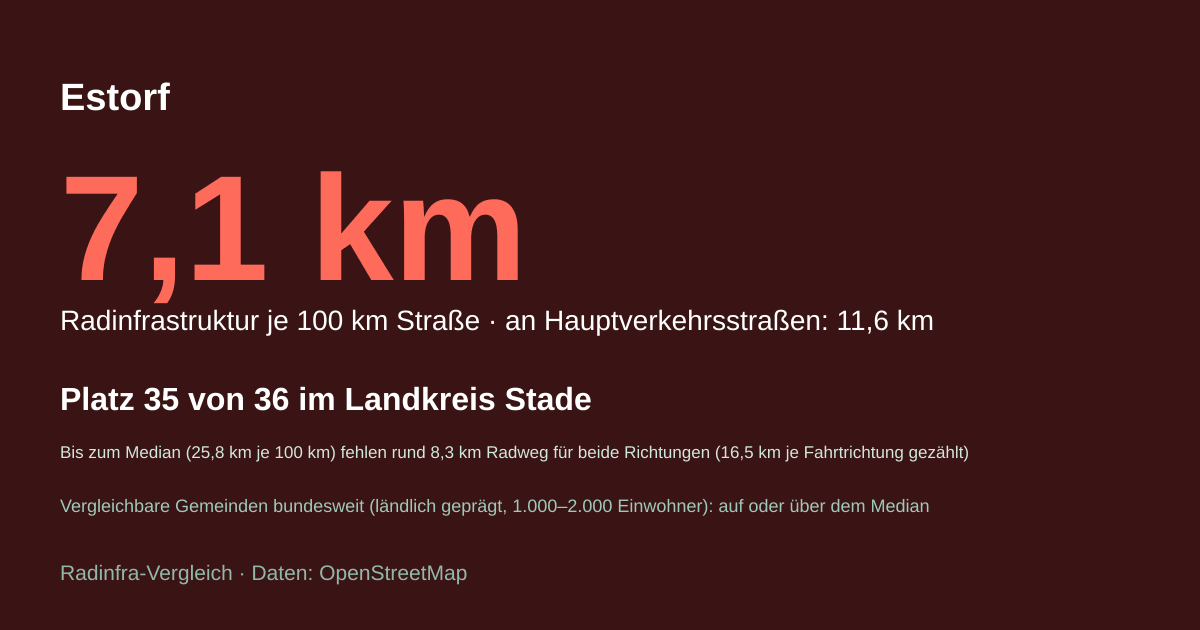 Estorf
7,1 km
Radinfrastruktur je 100 km Straße · an Hauptverkehrsstraßen: 11,6 km
Platz 35 von 36 im Landkreis Stade
Bis zum Median (25,8 km je 100 km) fehlen rund 8,3 km Radweg für beide Richtungen (16,5 km je Fahrtrichtung gezählt)
Vergleichbare Gemeinden bundesweit (ländlich geprägt, 1.000–2.000 Einwohner): auf oder über dem Median
Radinfra-Vergleich · Daten: OpenStreetMap